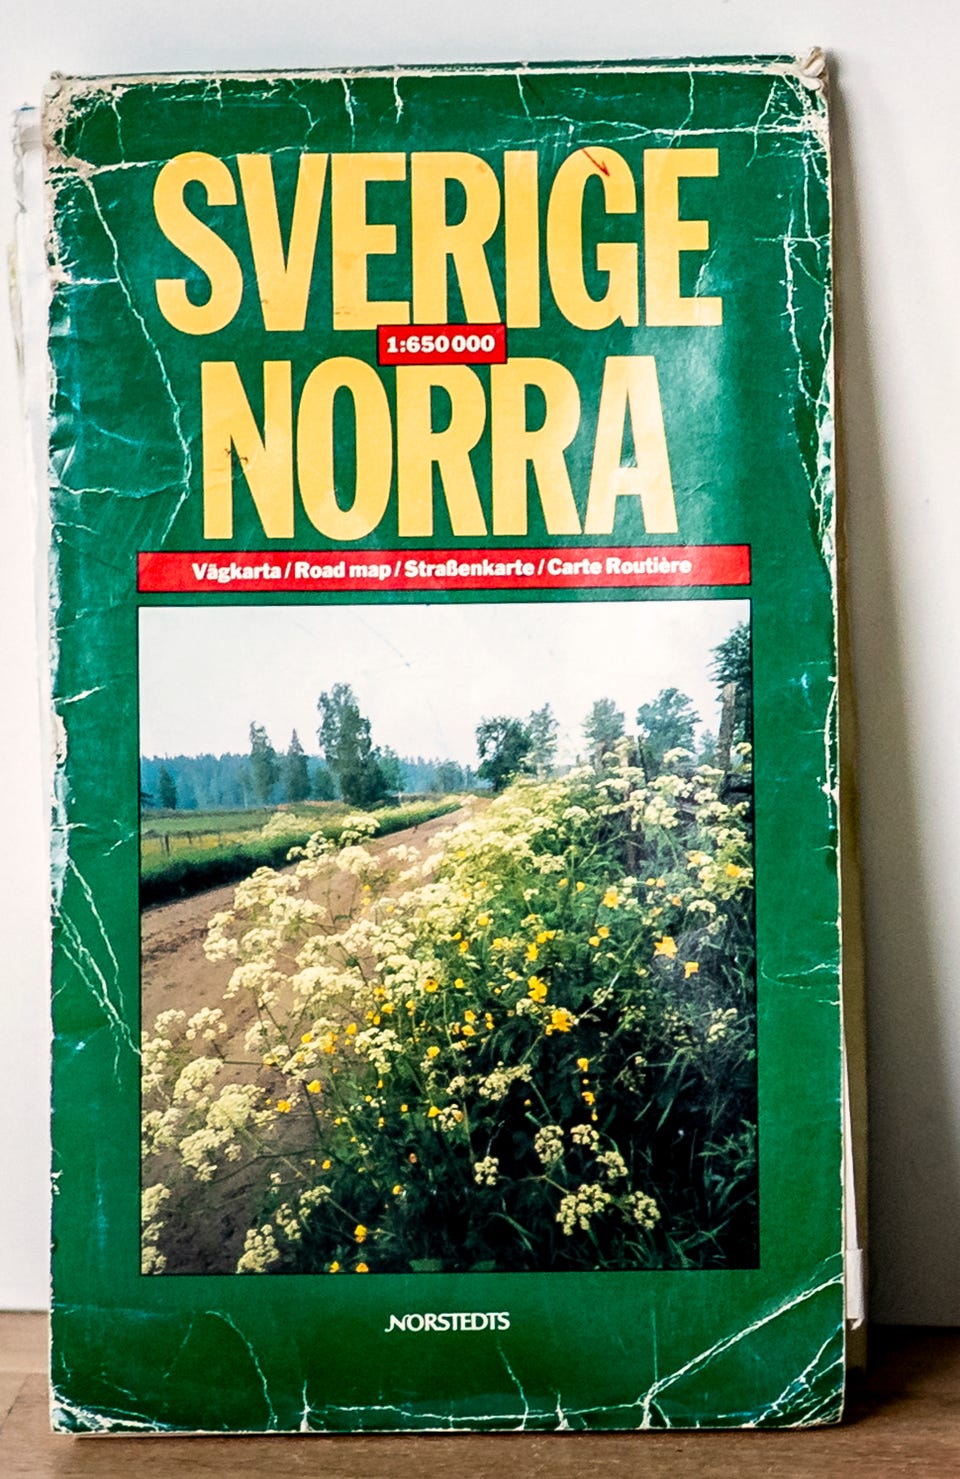 SVERIGE
1:650 000
NORRA
Vägkarta / Road map / Straßenkarte / Carte Routière
NORSTEDTS